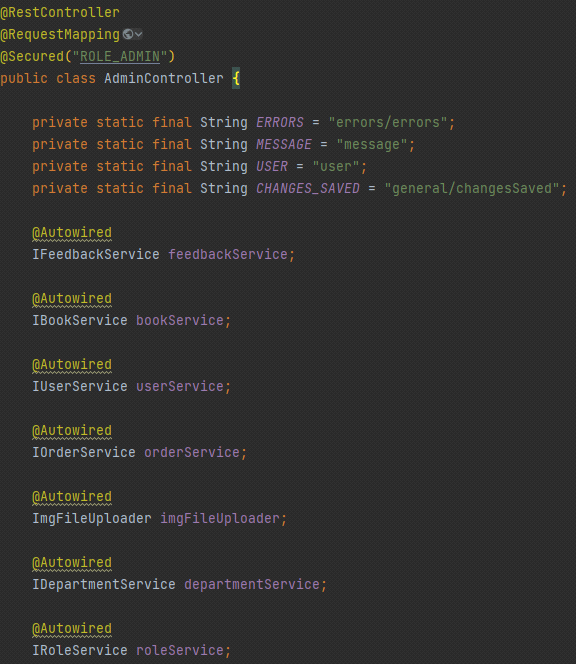 @RestController
@RequestMapping
@Secured("ROLE_ADMIN")
public class AdminController {
private static final String ERRORS = "errors/errors";
private static final String MESSAGE = "message";
private static final String USER = "user";
private static final String CHANGES_SAVED = "general/changesSaved";
@Autowired
IFeedbackService feedbackService;
@Autowired
IBookService bookService;
@Autowired
IUserService userService;
@Autowired
IOrderService orderService;
@Autowired
ImgFileUploader imgFileUploader;
@Autowired
IDepartmentService departmentService;
@Autowired
IRoleService roleService;